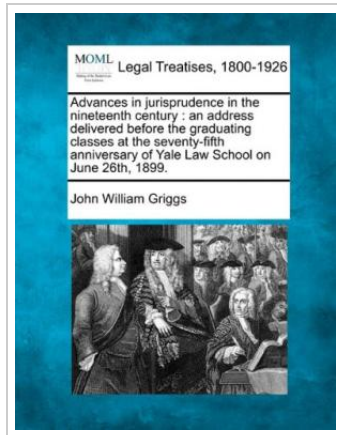 MOML Legal Treatises, 1800-1926
Advances in jurisprudence in the
nineteenth century : an address
delivered before the graduating
classes at the seventy-fifth
anniversary of Yale Law School on
June 26th, 1899.
John William Griggs